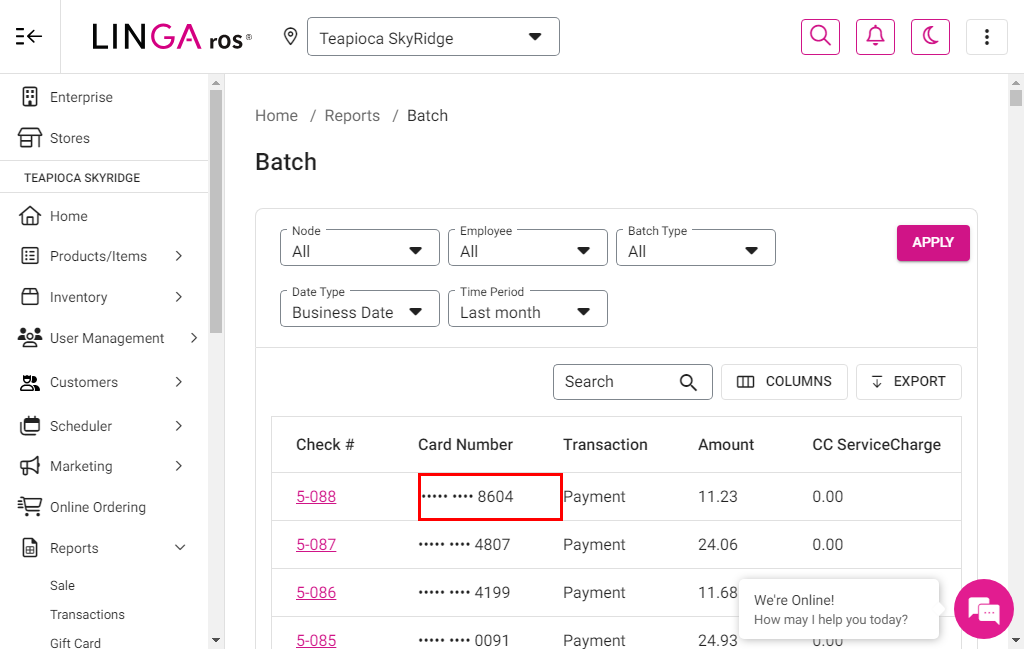 LINGA ros®
Teapioca SkyRidge
Enterprise
Stores
TEAPIOCA SKYRIDGE
Home
Products/Items
Inventory
User Management
Customers
Scheduler
Marketing
Online Ordering
Reports
Sale
Transactions
Gift Card
Home / Reports / Batch
Batch
Node
All
Employee
All
Batch Type
All
APPLY
Date Type
Business Date
Time Period
Last month
Search
COLUMNS
EXPORT
Check # Card Number Transaction Amount CC ServiceCharge
5-088 ••••• •••• 8604 Payment 11.23 0.00
5-087 ••••• •••• 4807 Payment 24.06 0.00
5-086 ••••• •••• 4199 Payment 11.68
5-085 ••••• •••• 0091 Payment 24.93 0.00
We're Online!
How may I help you today?